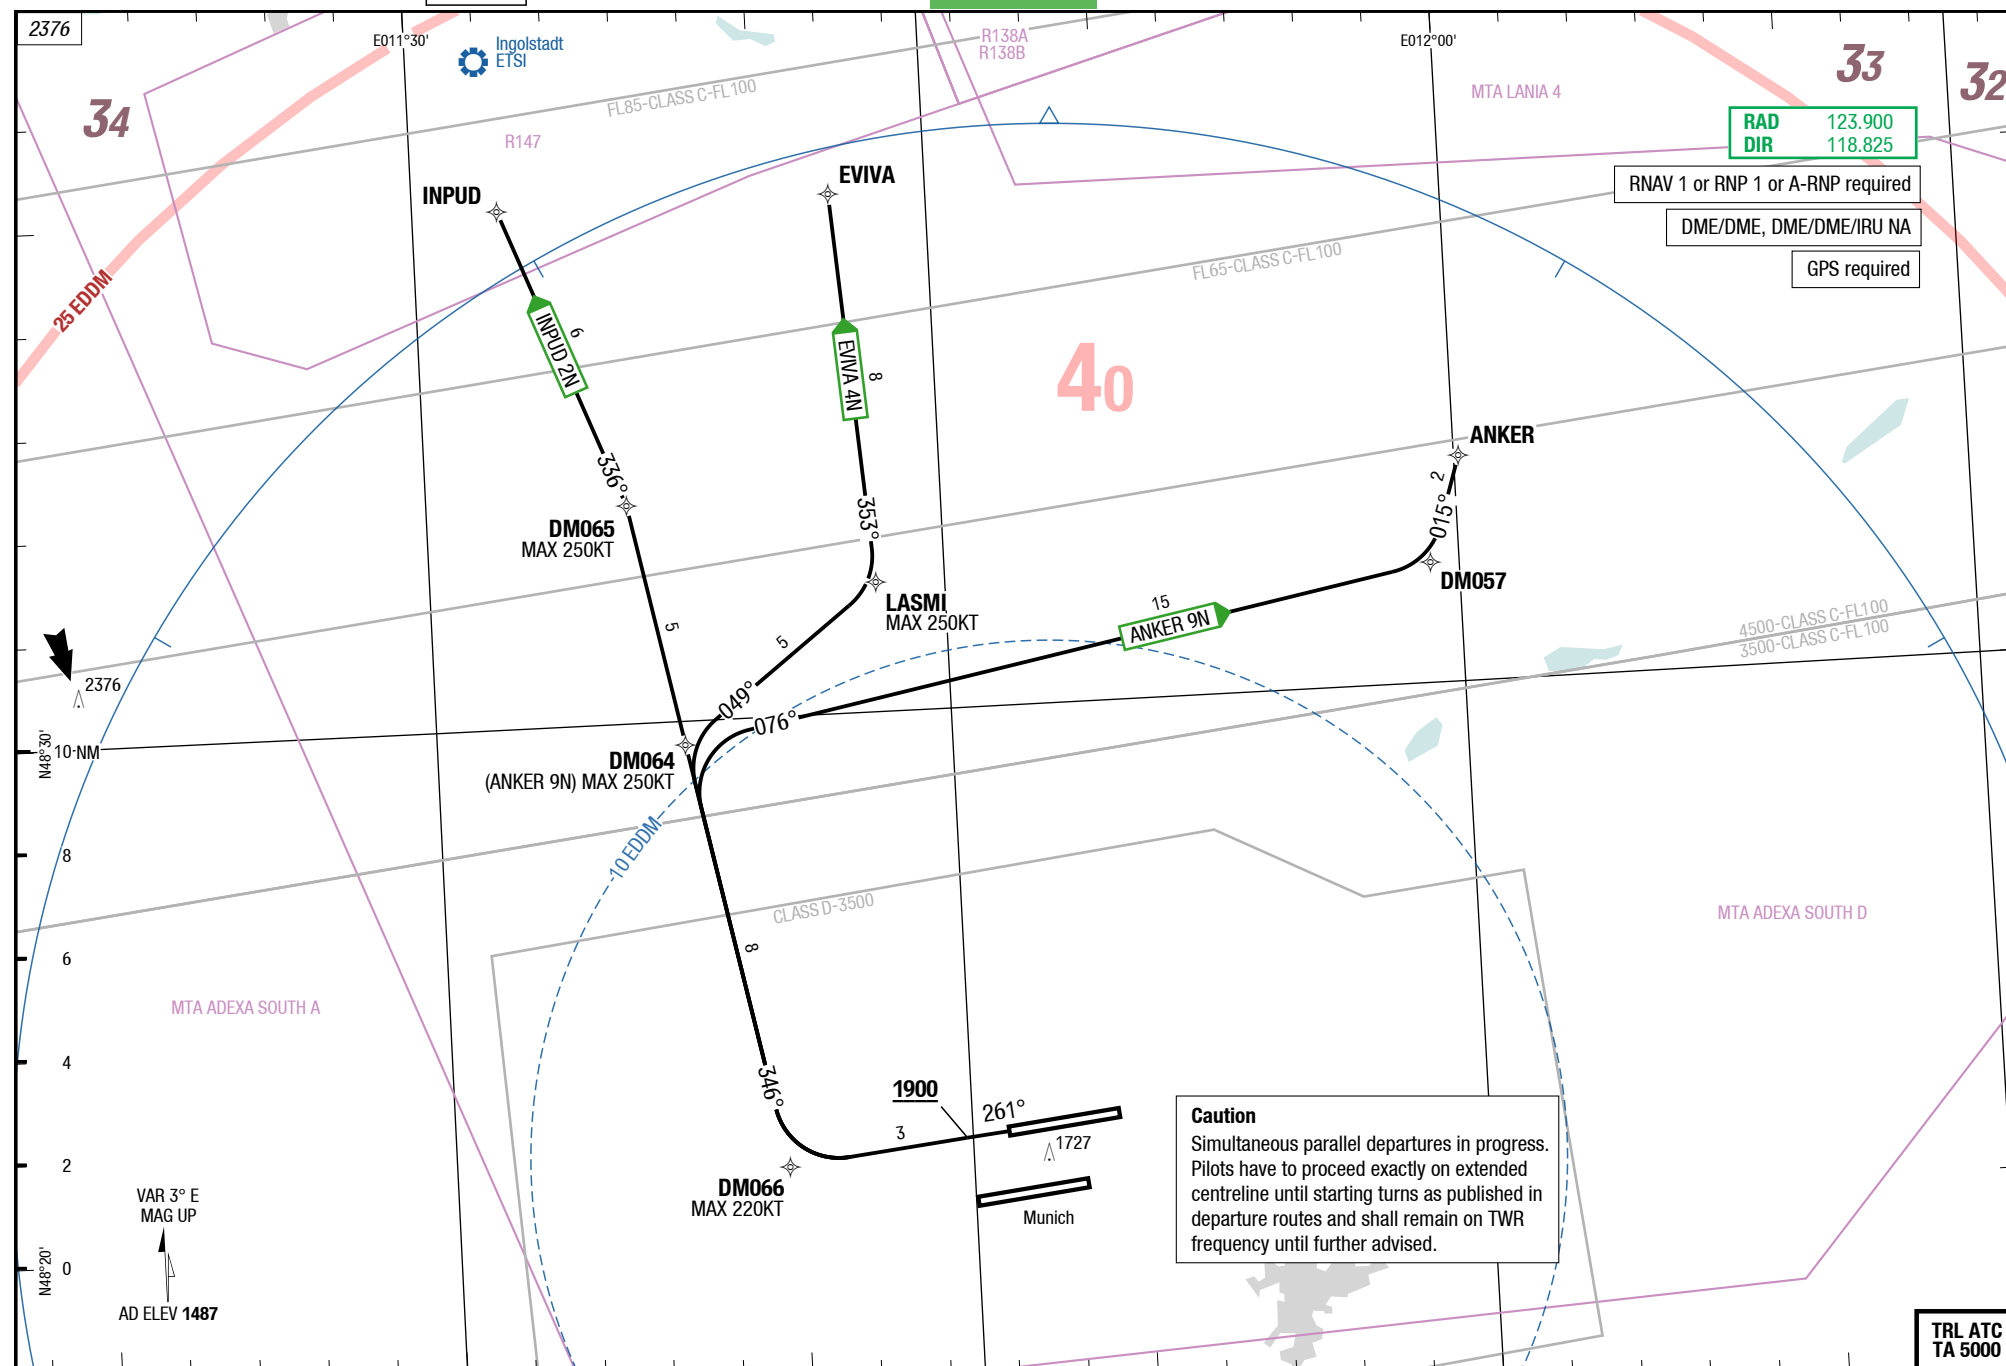 2376
E011°30'
Ingolstadt
ETSI
R138A
R138B
E012°00'
33
32
34
FL85-CLASS C-FL100
MTA LANIA 4
RAD 123.900
DIR 118.825
R147
RNAV 1 or RNP 1 or A-RNP required
DME/DME, DME/DME/IRU NA
GPS required
INPUD
EVIVA
FL65-CLASS C-FL100
25 EDDM
INPUD 2N
6
EVIVA 4N
8
40
336°
353°
ANKER
2
015°
DM065
MAX 250KT
LASMI
MAX 250KT
DM057
15
ANKER 9N
4500-CLASS C-FL100
3500-CLASS C-FL100
5
5
2376
049°
076°
N48°30'
10 NM
DM064
(ANKER 9N) MAX 250KT
10 EDDM
8
CLASS D-3500
MTA ADEXA SOUTH D
8
6
MTA ADEXA SOUTH A
4
346°
1900
261°
3
1727
2
DM066
MAX 220KT
Munich
Caution
Simultaneous parallel departures in progress.
Pilots have to proceed exactly on extended
centreline until starting turns as published in
departure routes and shall remain on TWR
frequency until further advised.
VAR 3° E
MAG UP
N48°20'
0
AD ELEV 1487
TRL ATC
TA 5000